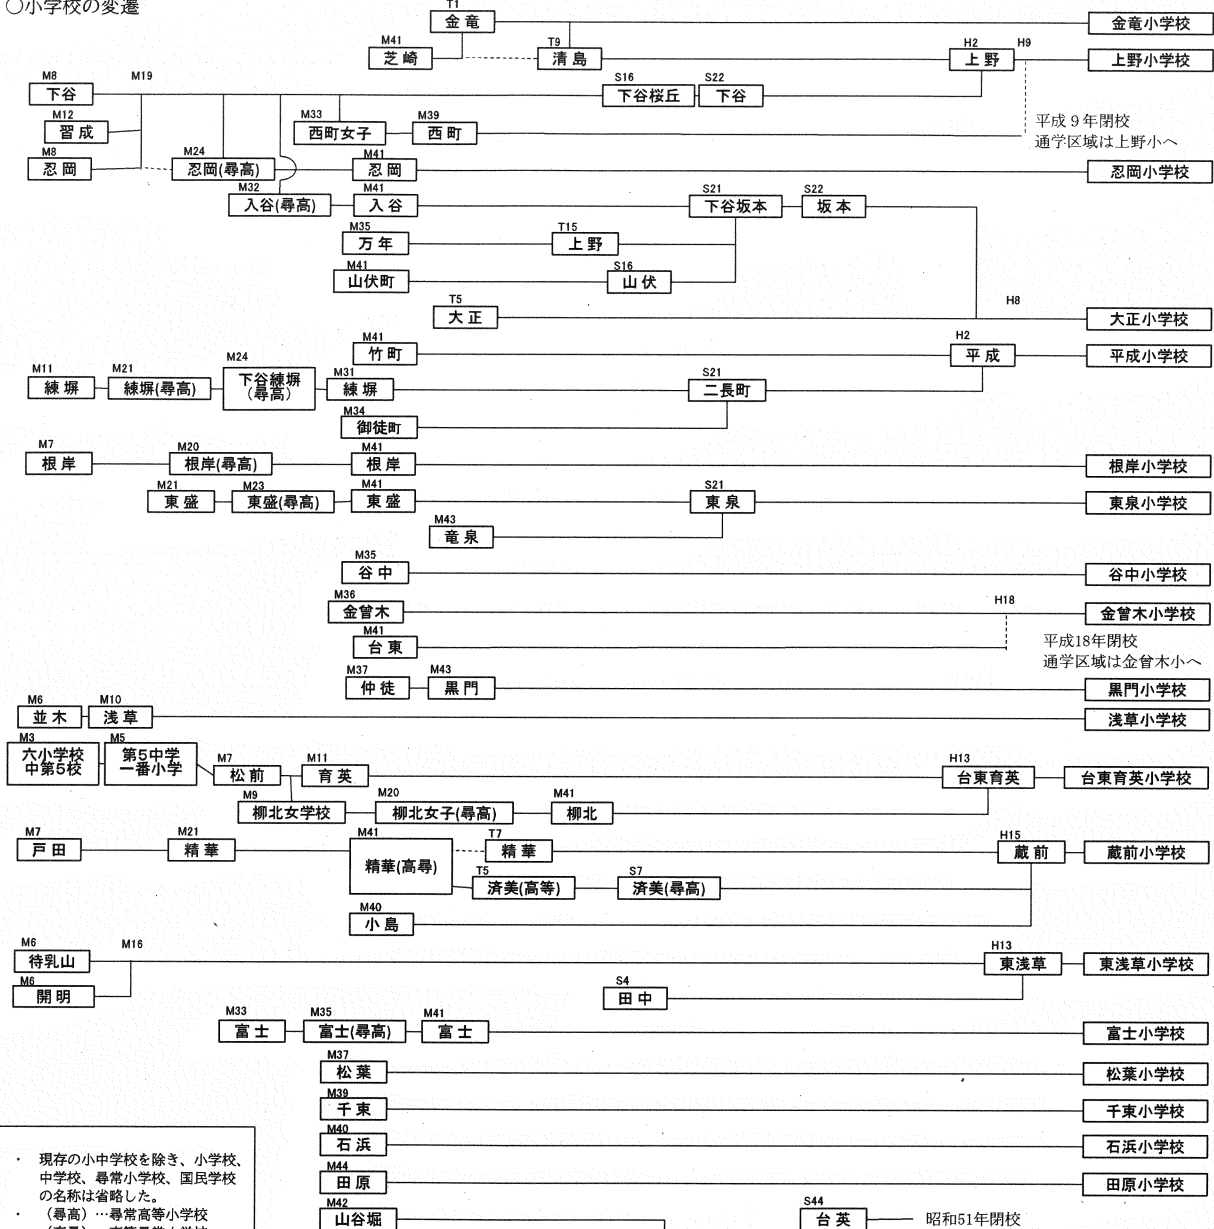 ○小学校の変遷
T1
金竜
金竜小学校
M41
芝崎
T9
清島
H2
上野
H9
上野小学校
M8
下谷
M19
S16
下谷桜丘
S22
下谷
M12
習成
M33
西町女子
M39
西町
平成9年閉校
通学区域は上野小へ
M8
忍岡
M24
忍岡(尋高)
M41
忍岡
忍岡小学校
M32
入谷(尋高)
M41
入谷
S21
下谷坂本
S22
坂本
M35
万年
T15
上野
M41
山伏町
S16
山伏
T5
大正
H8
大正小学校
M41
竹町
H2
平成
平成小学校
M11
練塀
M21
練塀(尋高)
M24
下谷練塀
(尋高)
M31
練塀
S21
二長町
M34
御徒町
M7
根岸
M20
根岸(尋高)
M41
根岸
根岸小学校
M21
東盛
M23
東盛(尋高)
M41
東盛
S21
東泉
東泉小学校
M43
竜泉
M35
谷中
谷中小学校
M36
金曾木
H18
金曾木小学校
M41
台東
平成18年閉校
通学区域は金曾木小へ
M37
仲徒
M43
黒門
黒門小学校
M6
並木
M10
浅草
浅草小学校
M3
六小学校
中第5校
M5
第5中学
一番小学
M7
松前
M11
育英
H13
台東育英
台東育英小学校
M9
柳北女学校
M20
柳北女子(尋高)
M41
柳北
M7
戸田
M21
精華
M41
精華(高尋)
T7
精華
H15
蔵前
蔵前小学校
T5
済美(高等)
S7
済美(尋高)
M40
小島
M6
待乳山
M16
H13
東浅草
東浅草小学校
M6
開明
S4
田中
M33
富士
M35
富士(尋高)
M41
富士
富士小学校
M37
松葉
松葉小学校
M39
千束
千束小学校
M40
石浜
石浜小学校
M44
田原
田原小学校
M42
山谷堀
S44
台英
昭和51年閉校
・ 現存の小中学校を除き、小学校、
中学校、尋常小学校、国民学校
の名称は省略した。
・ (尋高)…尋常高等小学校